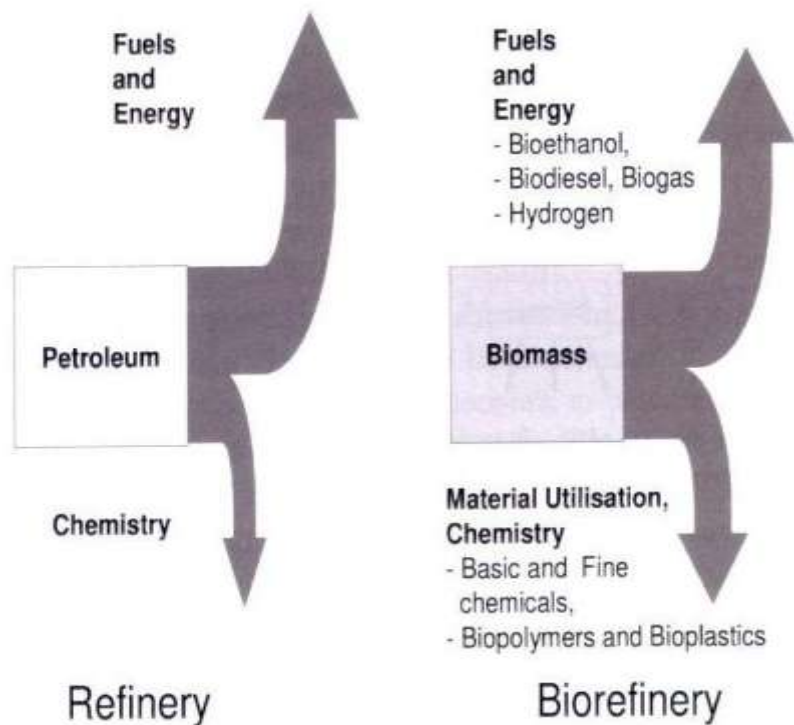 Fuels
and
Energy
Petroleum
Chemistry
Refinery
Fuels
and
Energy
- Bioethanol,
- Biodiesel, Biogas
- Hydrogen
Biomass
Material Utilisation,
Chemistry
- Basic and Fine
chemicals,
- Biopolymers and Bioplastics
Biorefinery